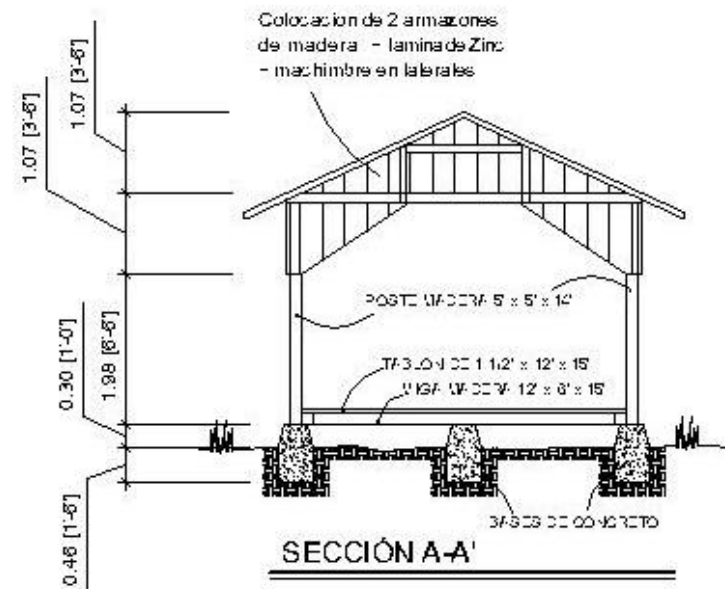 Colocacion de 2 armazones
de madera - lamina de Zinc
- machimbre en laterales
1.07 [3'-6']
1.07 [3'-6']
1.98 [6'-6']
0.30 [1'-0']
0.46 [1'-6']
POSTE MADERA 5' x 5' x 14'
TABLON DE 1 1/2' x 12' x 15'
VIGA MADERA 12' x 6' x 15'
BASES DE CONCRETO
SECCIÓN A-A'